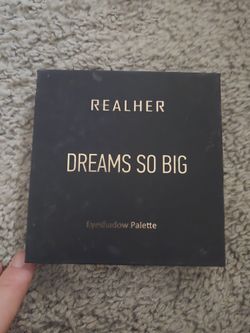 REALHER
DREAMS SO BIG
Eyeshadow Palette